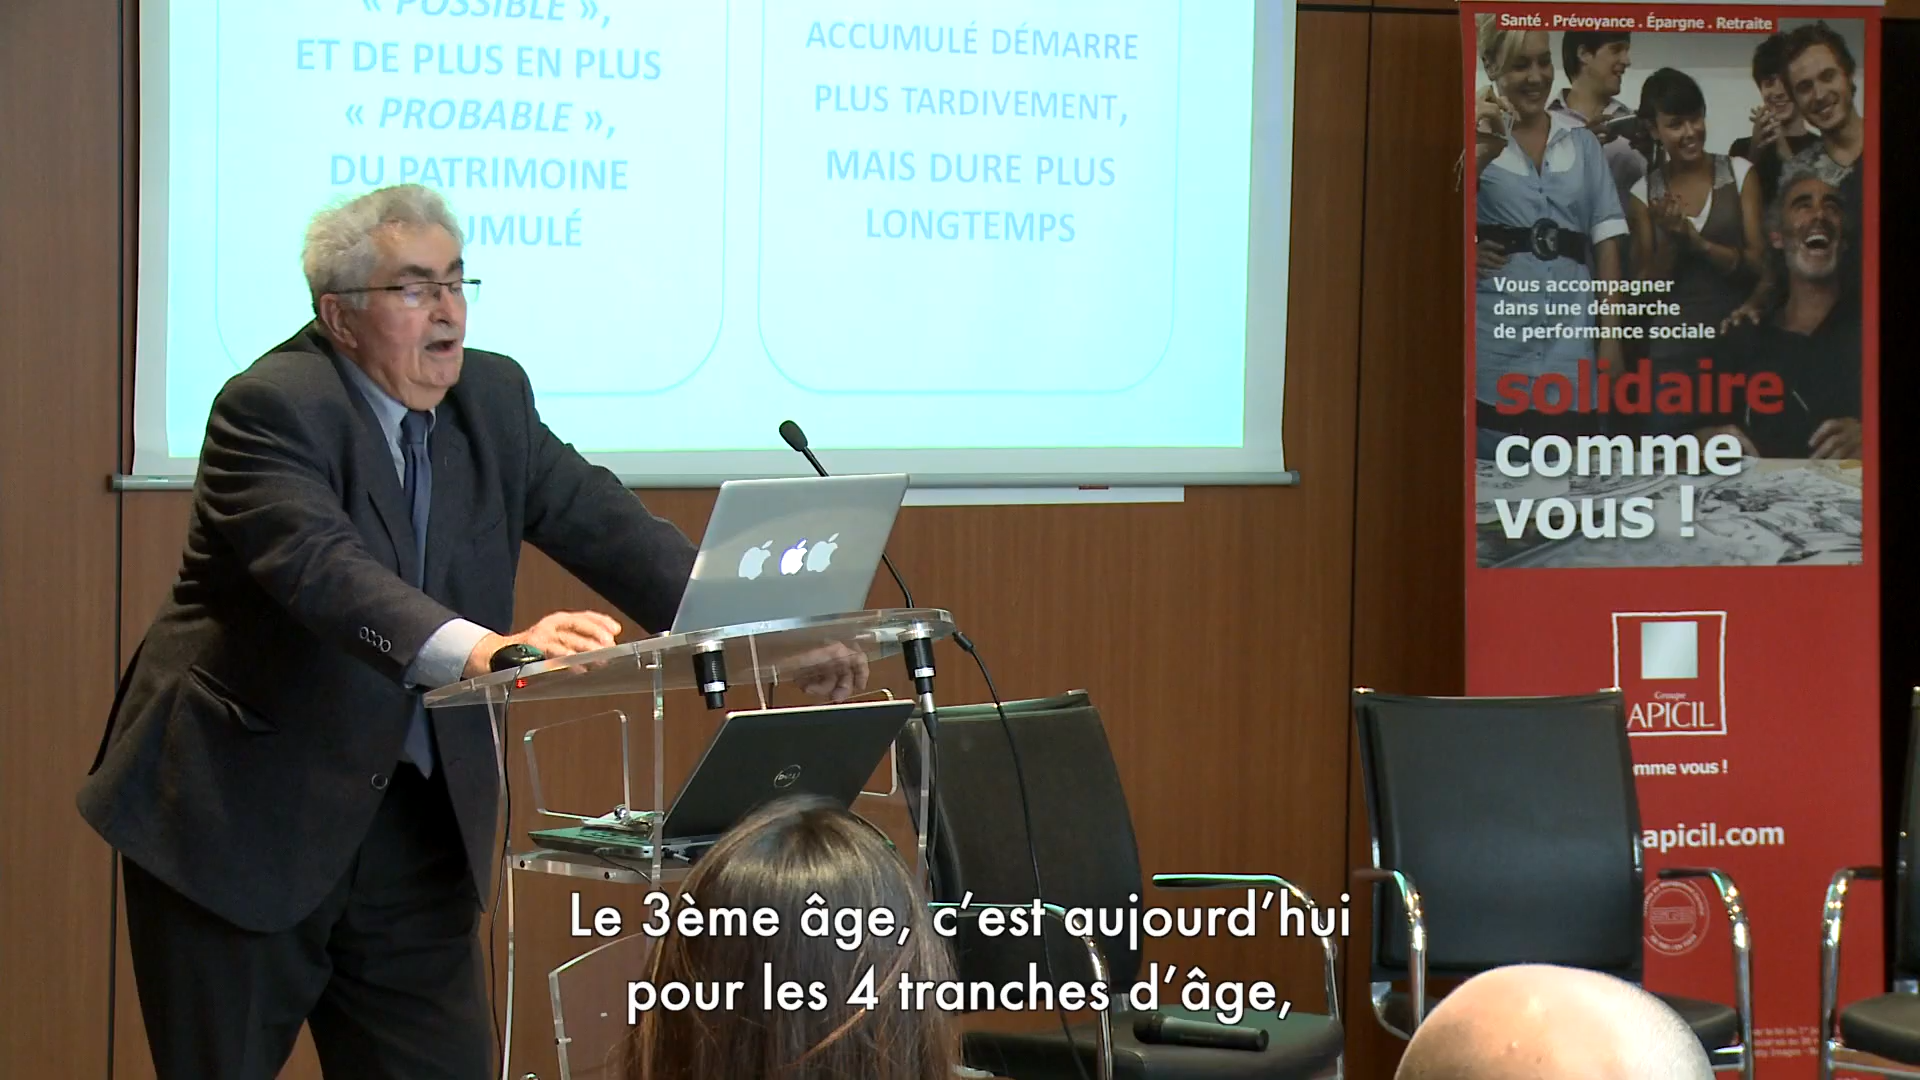 « POSSIBLE »,
ET DE PLUS EN PLUS
« PROBABLE »,
DU PATRIMOINE
UMULÉ
ACCUMULÉ DÉMARRE
PLUS TARDIVEMENT,
MAIS DURE PLUS
LONGTEMPS
Santé . Prévoyance . Épargne . Retraite
Vous accompagner
dans une démarche
de performance sociale
solidaire
comme
vous !
Groupe
APICIL
mme vous !
apicil.com
DELL
Le 3ème âge, c’est aujourd’hui
pour les 4 tranches d’âge,